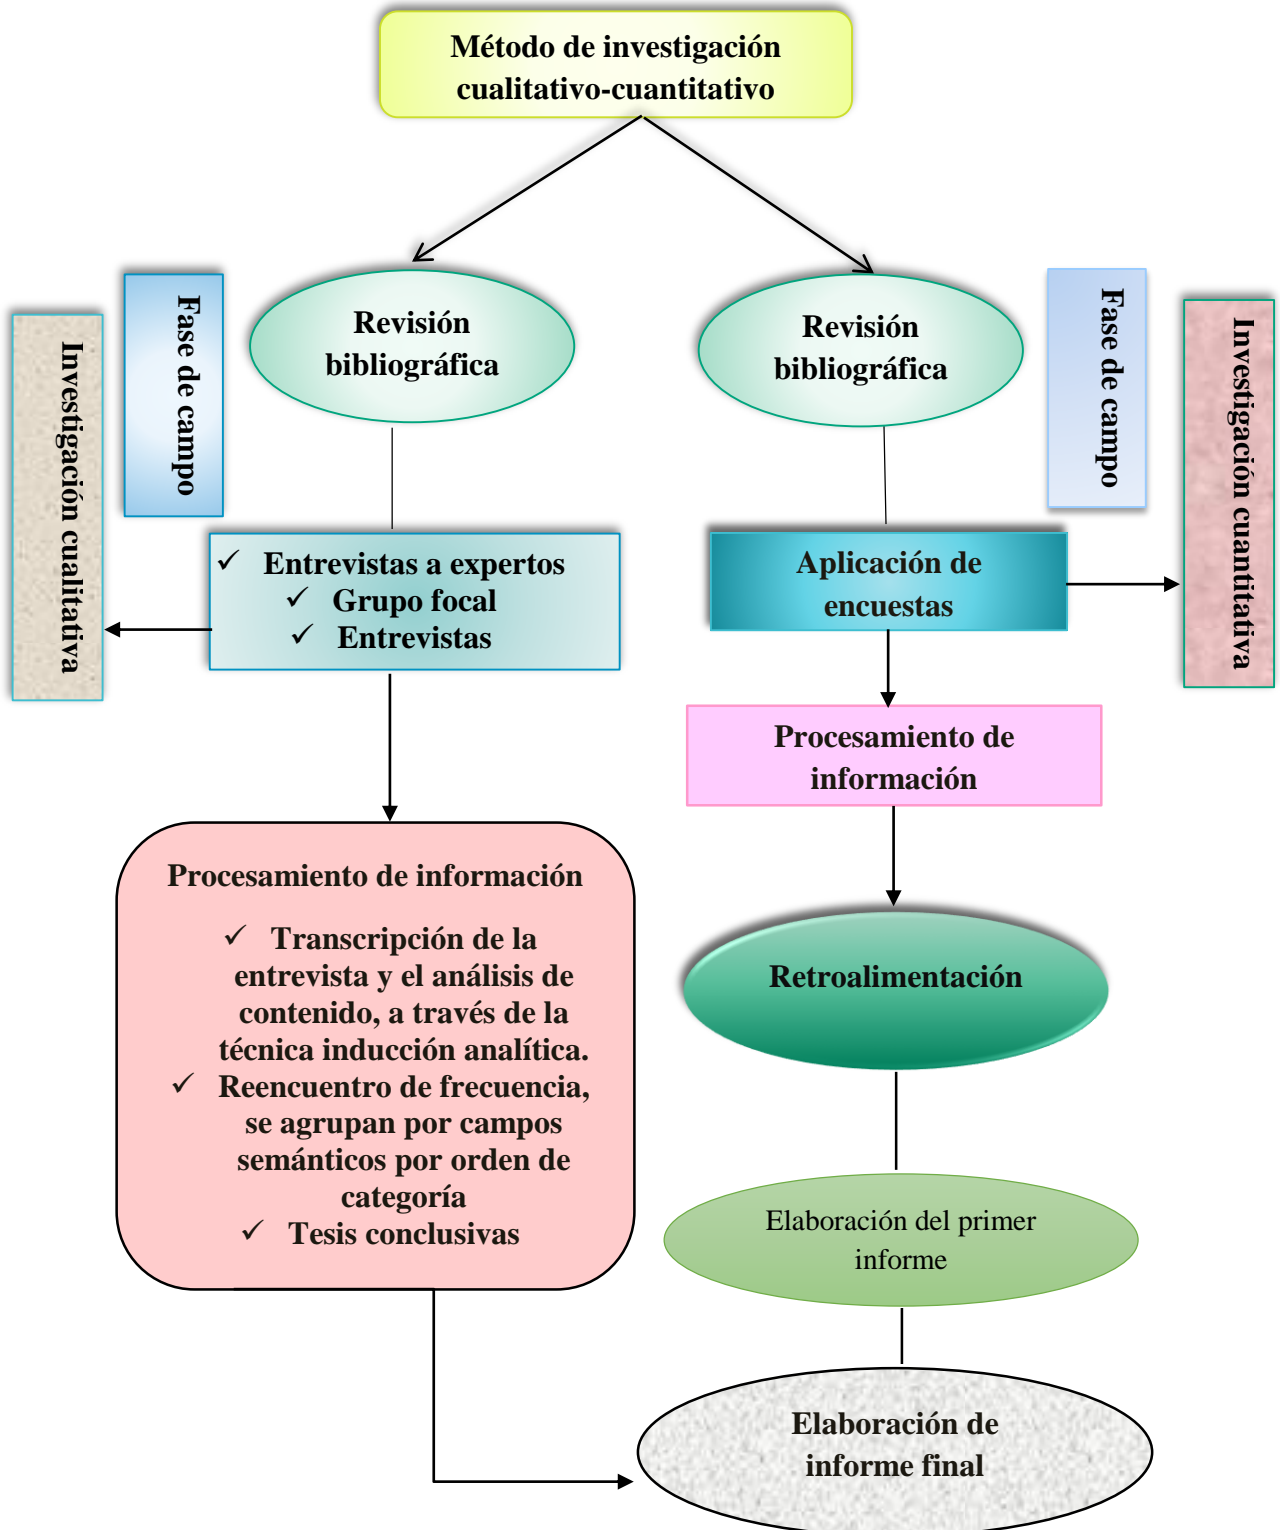 Método de investigación
cualitativo-cuantitativo
Investigación cualitativa
Fase de campo
Revisión
bibliográfica
Revisión
bibliográfica
Fase de campo
Investigación cuantitativa
✓ Entrevistas a expertos
✓ Grupo focal
✓ Entrevistas
Aplicación de
encuestas
Procesamiento de
información
Procesamiento de información
✓ Transcripción de la
entrevista y el análisis de
contenido, a través de la
técnica inducción analítica.
✓ Reencuentro de frecuencia,
se agrupan por campos
semánticos por orden de
categoría
✓ Tesis conclusivas
Retroalimentación
Elaboración del primer
informe
Elaboración de
informe final